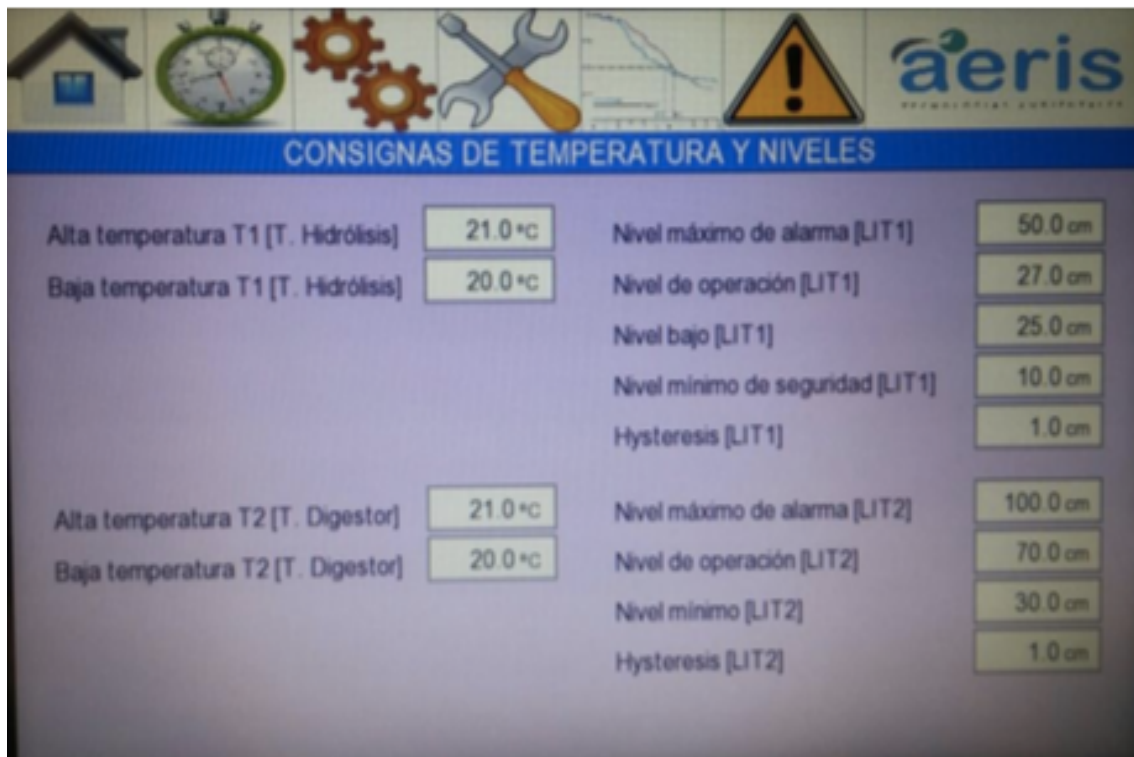 aeris
CONSIGNAS DE TEMPERATURA Y NIVELES
Alta temperatura T1 [T. Hidrólisis] 21.0 °C
Baja temperatura T1 [T. Hidrólisis] 20.0 °C
Nivel máximo de alarma [LIT1] 50.0 cm
Nivel de operación [LIT1] 27.0 cm
Nivel bajo [LIT1] 25.0 cm
Nivel mínimo de seguridad [LIT1] 10.0 cm
Hysteresis [LIT1] 1.0 cm
Alta temperatura T2 [T. Digestor] 21.0 °C
Baja temperatura T2 [T. Digestor] 20.0 °C
Nivel máximo de alarma [LIT2] 100.0 cm
Nivel de operación [LIT2] 70.0 cm
Nivel mínimo [LIT2] 30.0 cm
Hysteresis [LIT2] 1.0 cm